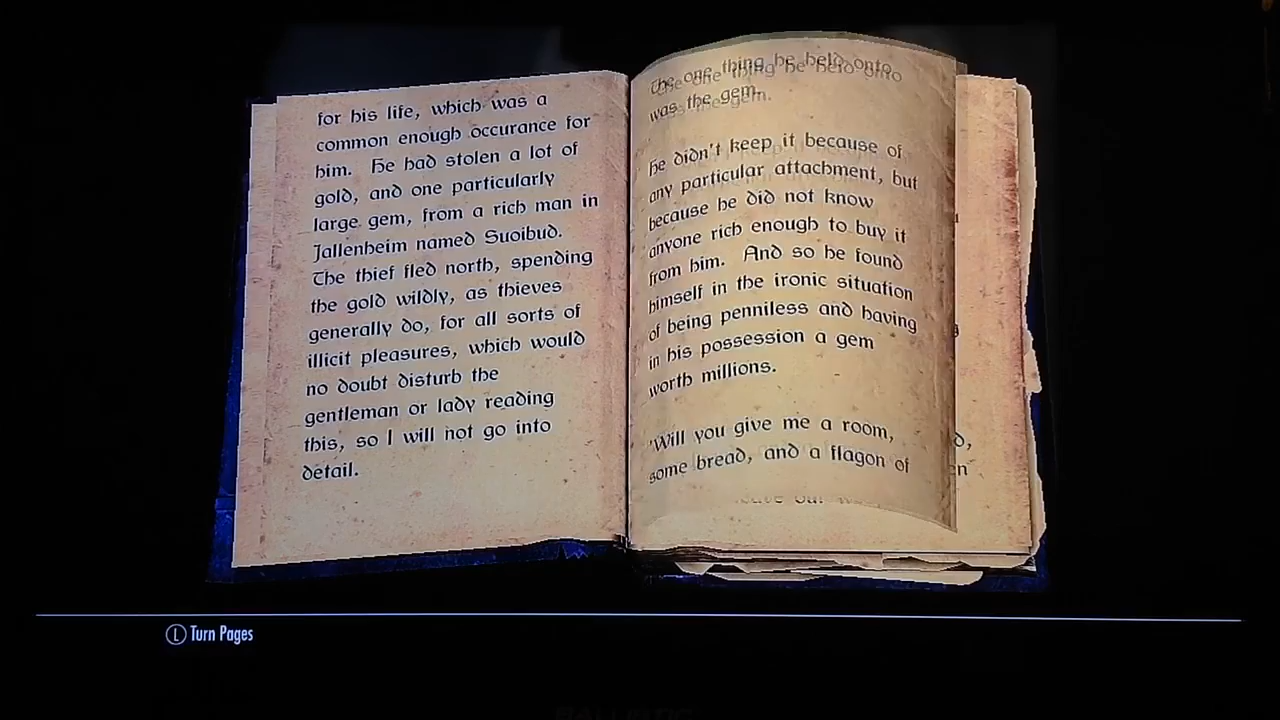 for his life, which was a
common enough occurance for
him. He had stolen a lot of
gold, and one particularly
large gem, from a rich man in
Jallenheim named Suoibud.
The thief fled north, spending
the gold wildly, as thieves
generally do, for all sorts of
illicit pleasures, which would
no doubt disturb the
gentleman or lady reading
this, so I will not go into
detail.
The one thing he held onto
was the gem.
He didn't keep it because of
any particular attachment, but
because he did not know
anyone rich enough to buy it
from him. And so he found
himself in the ironic situation
of being penniless and having
in his possession a gem
worth millions.
'Will you give me a room,
some bread, and a flagon of
L Turn Pages